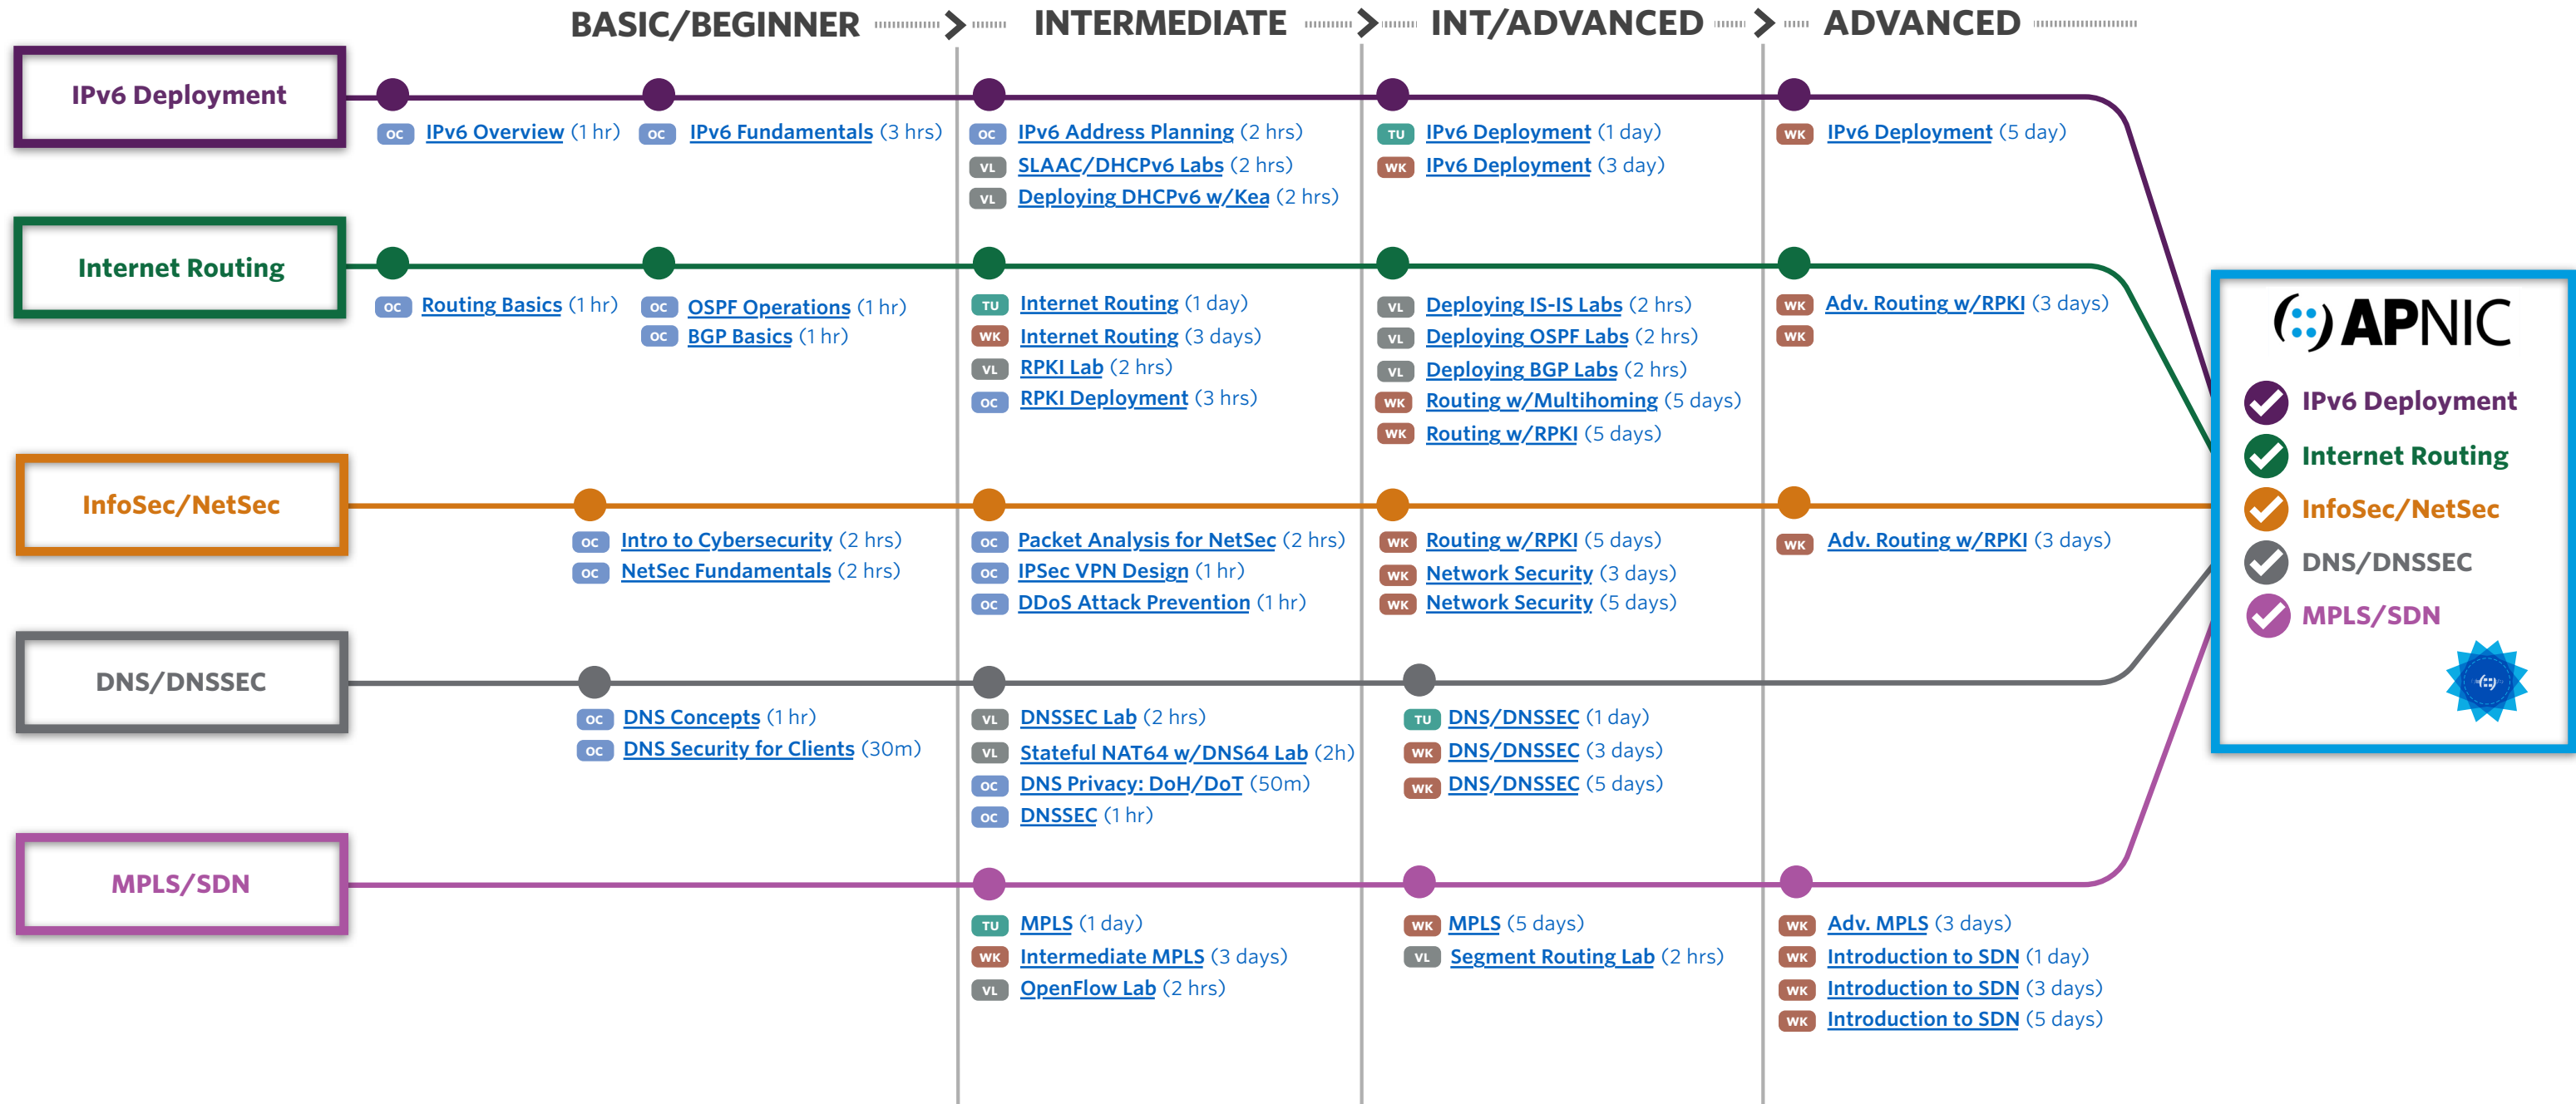 BASIC/BEGINNER INTERMEDIATE INT/ADVANCED ADVANCED
IPv6 Deployment
OC IPv6 Overview (1 hr)
OC IPv6 Fundamentals (3 hrs)
OC IPv6 Address Planning (2 hrs)
VL SLAAC/DHCPv6 Labs (2 hrs)
VL Deploying DHCPv6 w/Kea (2 hrs)
TU IPv6 Deployment (1 day)
WK IPv6 Deployment (3 day)
WK IPv6 Deployment (5 day)
Internet Routing
OC Routing Basics (1 hr)
OC OSPF Operations (1 hr)
OC BGP Basics (1 hr)
TU Internet Routing (1 day)
WK Internet Routing (3 days)
VL RPKI Lab (2 hrs)
OC RPKI Deployment (3 hrs)
VL Deploying IS-IS Labs (2 hrs)
VL Deploying OSPF Labs (2 hrs)
VL Deploying BGP Labs (2 hrs)
WK Routing w/Multihoming (5 days)
WK Routing w/RPKI (5 days)
WK Adv. Routing w/RPKI (3 days)
WK
InfoSec/NetSec
OC Intro to Cybersecurity (2 hrs)
OC NetSec Fundamentals (2 hrs)
OC Packet Analysis for NetSec (2 hrs)
OC IPSec VPN Design (1 hr)
OC DDoS Attack Prevention (1 hr)
WK Routing w/RPKI (5 days)
WK Network Security (3 days)
WK Network Security (5 days)
WK Adv. Routing w/RPKI (3 days)
DNS/DNSSEC
OC DNS Concepts (1 hr)
OC DNS Security for Clients (30m)
VL DNSSEC Lab (2 hrs)
VL Stateful NAT64 w/DNS64 Lab (2h)
OC DNS Privacy: DoH/DoT (50m)
OC DNSSEC (1 hr)
TU DNS/DNSSEC (1 day)
WK DNS/DNSSEC (3 days)
WK DNS/DNSSEC (5 days)
MPLS/SDN
TU MPLS (1 day)
WK Intermediate MPLS (3 days)
VL OpenFlow Lab (2 hrs)
WK MPLS (5 days)
VL Segment Routing Lab (2 hrs)
WK Adv. MPLS (3 days)
WK Introduction to SDN (1 day)
WK Introduction to SDN (3 days)
WK Introduction to SDN (5 days)
APNIC
IPv6 Deployment
Internet Routing
InfoSec/NetSec
DNS/DNSSEC
MPLS/SDN